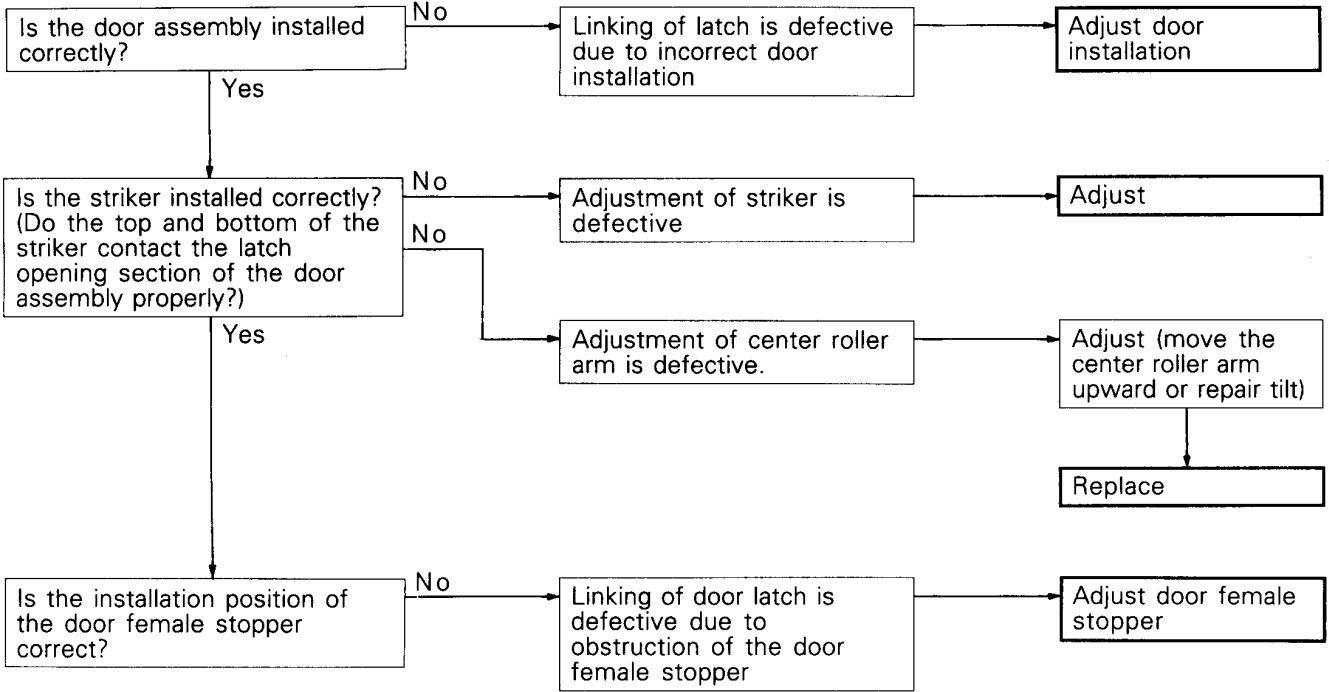 Is the door assembly installed
correctly?
No
Linking of latch is defective
due to incorrect door
installation
Adjust door
installation
Yes
Is the striker installed correctly?
(Do the top and bottom of the
striker contact the latch
opening section of the door
assembly properly?)
No
Adjustment of striker is
defective
Adjust
No
Adjustment of center roller
arm is defective.
Adjust (move the
center roller arm
upward or repair tilt)
Replace
Yes
Is the installation position of
the door female stopper
correct?
No
Linking of door latch is
defective due to
obstruction of the door
female stopper
Adjust door female
stopper